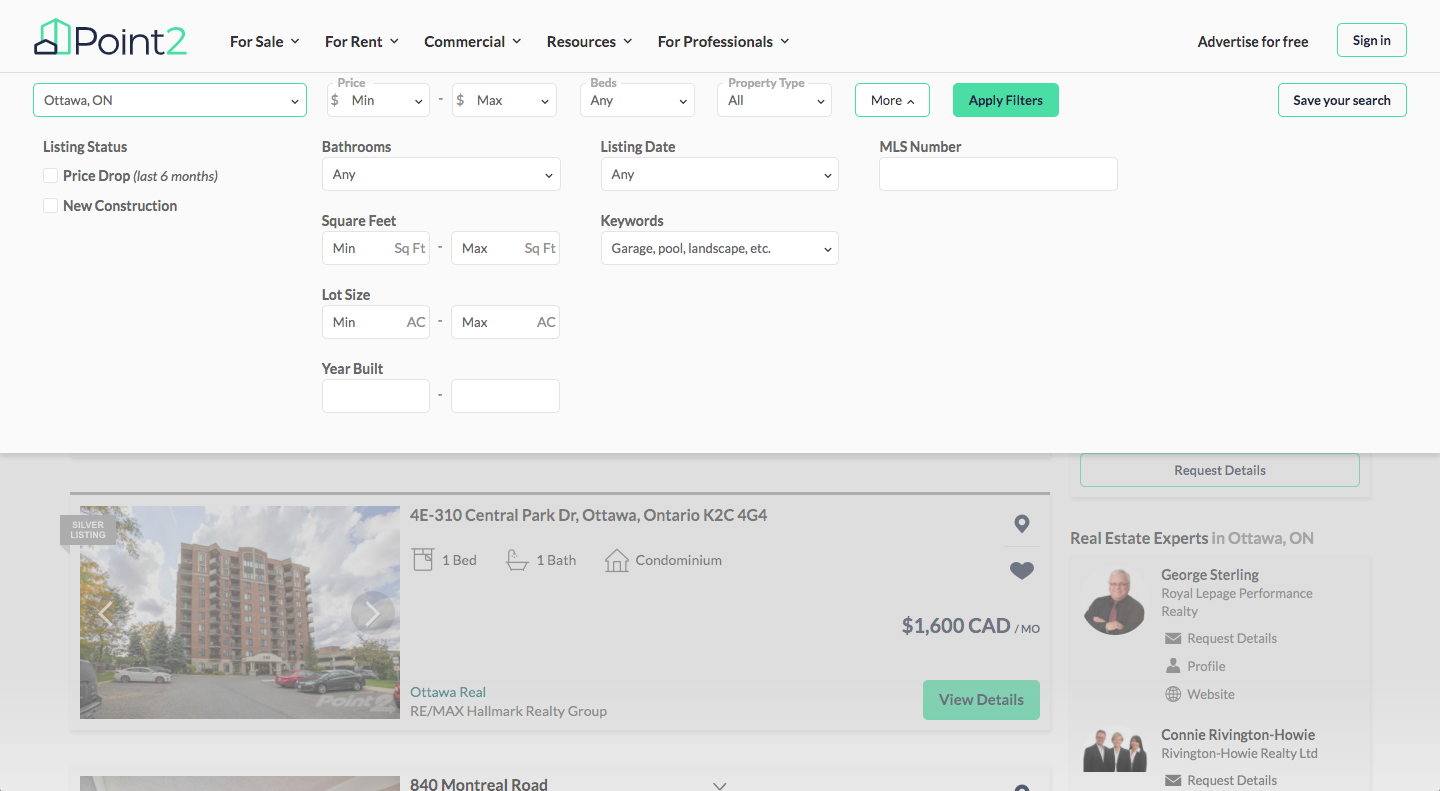 Point2
For Sale
For Rent
Commercial
Resources
For Professionals
Advertise for free
Sign in
Ottawa, ON
Price
$ Min
-
$ Max
Beds
Any
Property Type
All
More
Apply Filters
Save your search
Listing Status
Price Drop (last 6 months)
New Construction
Bathrooms
Any
Square Feet
Min Sq Ft - Max Sq Ft
Lot Size
Min AC - Max AC
Year Built
-
Listing Date
Any
Keywords
Garage, pool, landscape, etc.
MLS Number
Request Details
SILVER
LISTING
4E-310 Central Park Dr, Ottawa, Ontario K2C 4G4
1 Bed
1 Bath
Condominium
$1,600 CAD / MO
Point2
Ottawa Real
RE/MAX Hallmark Realty Group
View Details
840 Montreal Road
Real Estate Experts in Ottawa, ON
George Sterling
Royal Lepage Performance
Realty
Request Details
Profile
Website
Connie Rivington-Howie
Rivington-Howie Realty Ltd
Request Details